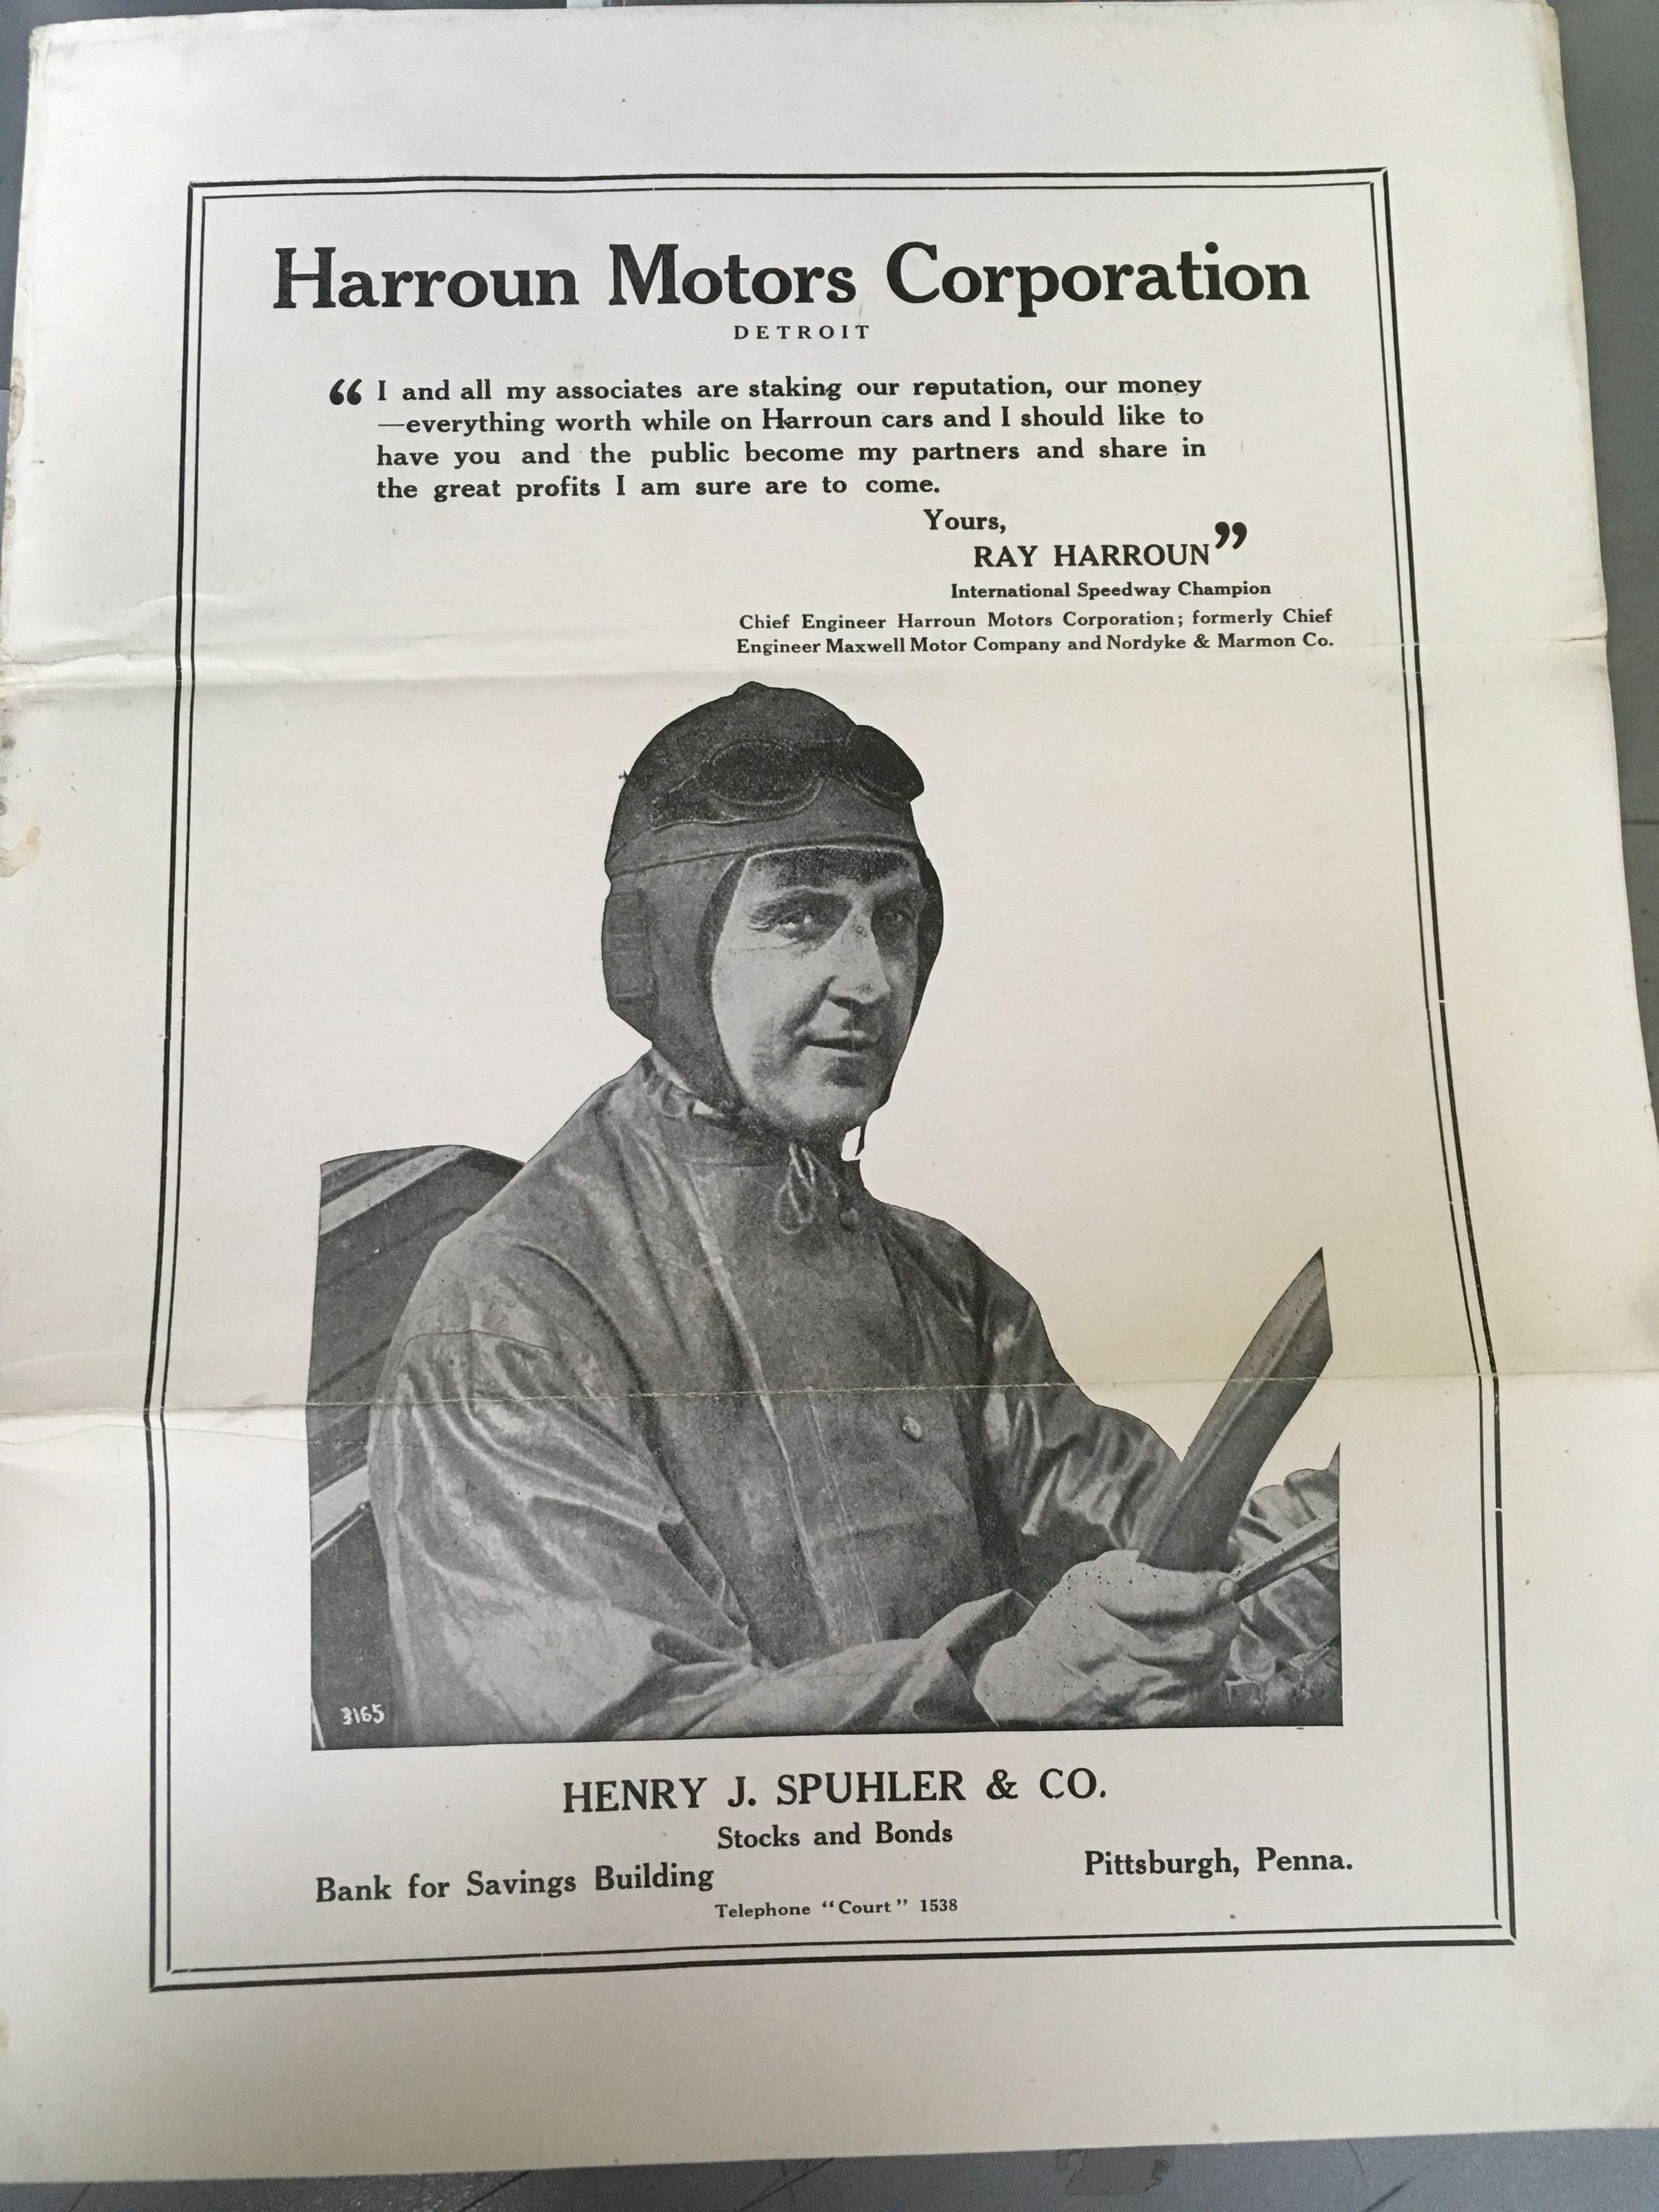 Harroun Motors Corporation
DETROIT
“ I and all my associates are staking our reputation, our money
—everything worth while on Harroun cars and I should like to
have you and the public become my partners and share in
the great profits I am sure are to come.
Yours,
RAY HARROUN”
International Speedway Champion
Chief Engineer Harroun Motors Corporation; formerly Chief
Engineer Maxwell Motor Company and Nordyke & Marmon Co.
3165
HENRY J. SPUHLER & CO.
Stocks and Bonds
Bank for Savings Building
Pittsburgh, Penna.
Telephone “Court” 1538